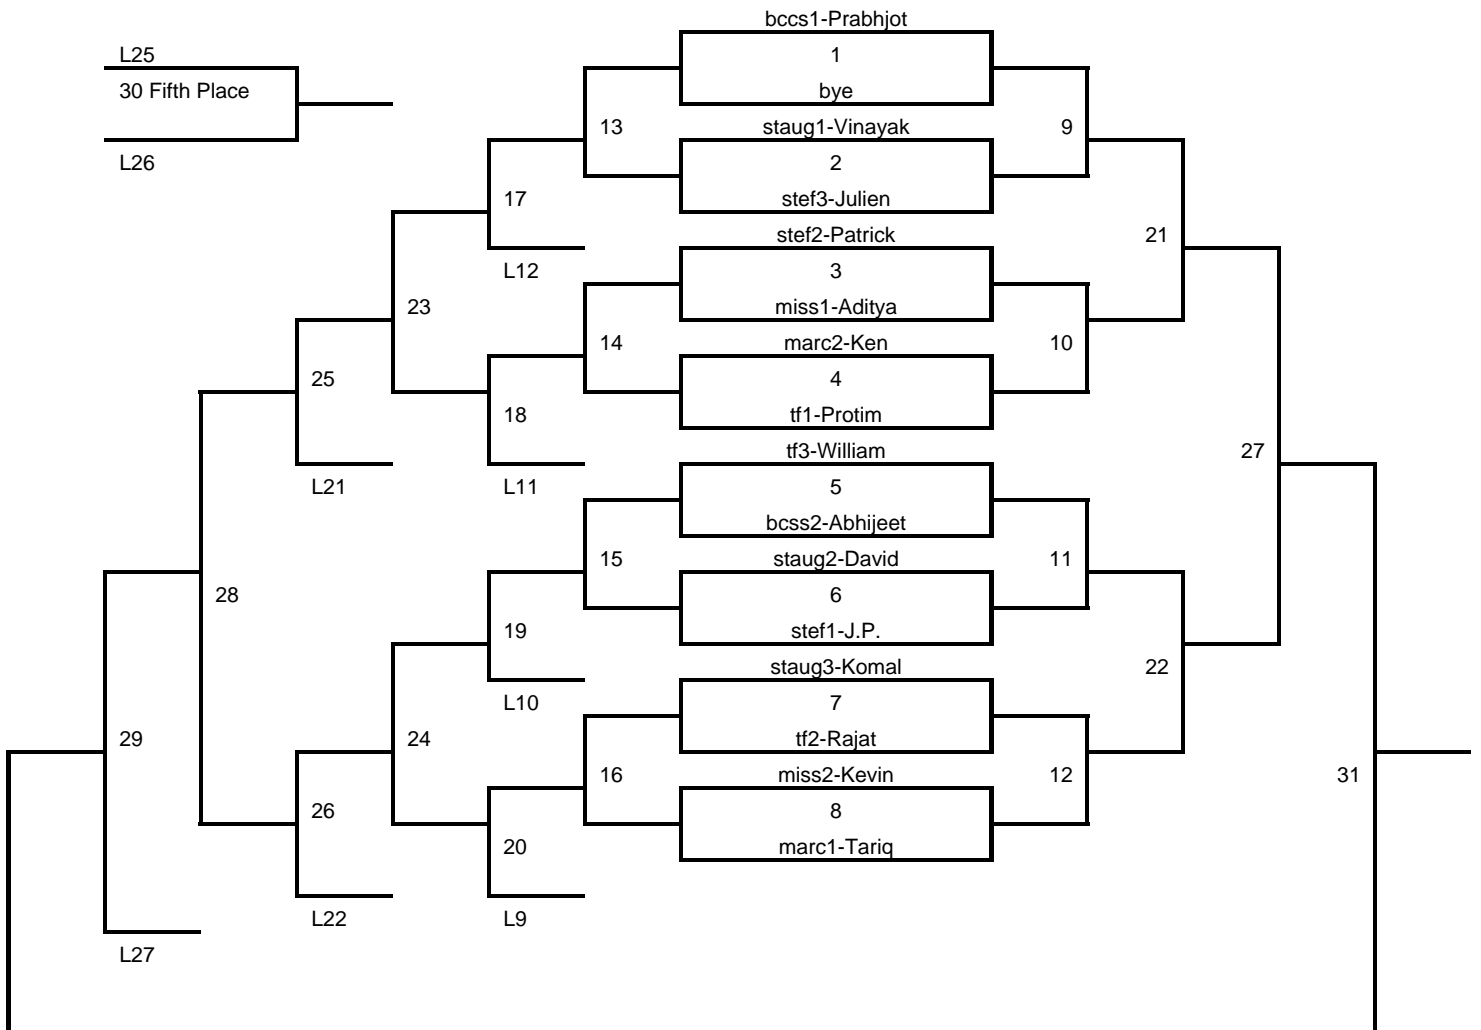 bccs1-Prabhjot
L25
1
30 Fifth Place
bye
13
staug1-Vinayak
9
L26
2
17
stef3-Julien
stef2-Patrick
21
L12
3
23
miss1-Aditya
14
marc2-Ken
10
25
4
18
tf1-Protim
tf3-William
27
L21
L11
5
bcss2-Abhijeet
15
staug2-David
11
28
6
19
stef1-J.P.
staug3-Komal
22
L10
7
29
24
tf2-Rajat
16
miss2-Kevin
12
31
26
8
20
marc1-Tariq
L22
L9
L27